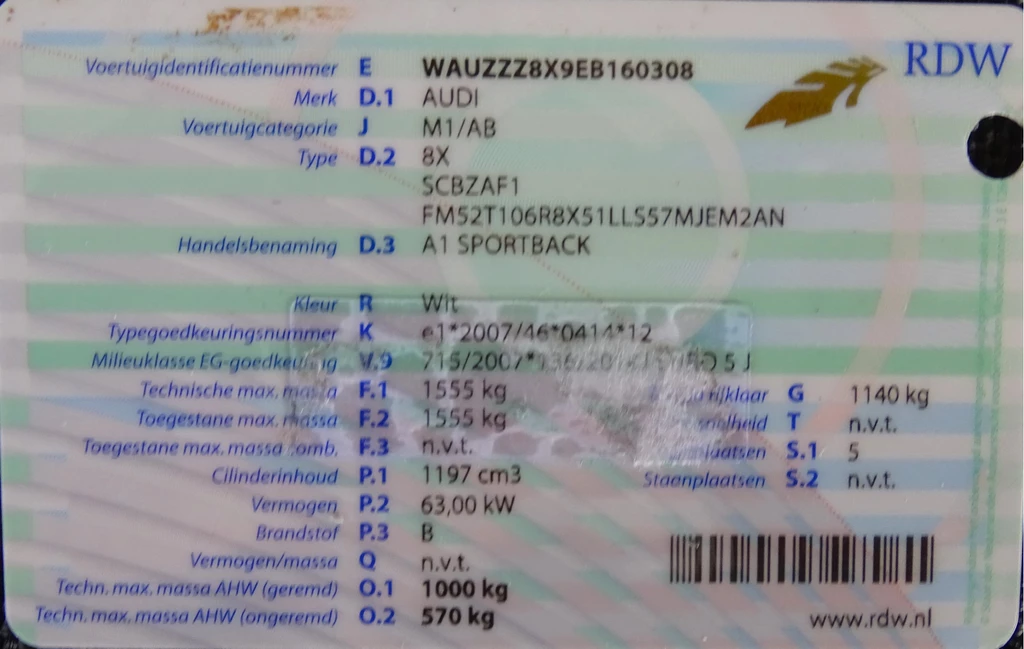 RDW
Voertuigidentificatienummer E WAUZZZ8X9EB160308
Merk D.1 AUDI
Voertuigcategorie J M1/AB
Type D.2 8X
SCBZAF1
FM52T106R8X51LLS57MJEM2AN
Handelsbenaming D.3 A1 SPORTBACK
Kleur R Wit
Typegoedkeuringsnummer K e1*2007/46*0414*12
Milieuklasse EG-goedkeuring V.9 5 J
Technische max. massa F.1 1555 kg rijklaar G 1140 kg
Toegestane max. massa F.2 1555 kg T n.v.t.
Toegestane max. massa F.3 n.v.t. S.1 5
Cilinderinhoud P.1 1197 cm3 Staanplaatsen S.2 n.v.t.
Vermogen P.2 63,00 kW
Brandstof P.3 B
Vermogen/massa Q n.v.t.
Techn. max. massa AHW (geremd) O.1 1000 kg
Techn. max. massa AHW (ongeremd) O.2 570 kg
www.rdw.nl